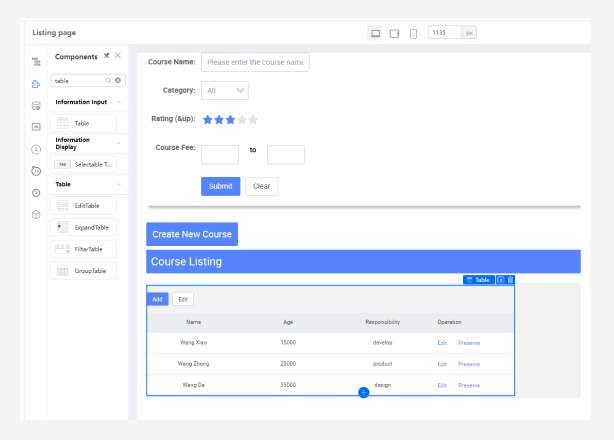 Listing page
1135
px
Components
table
Information Input
Table
Information
Display
Selectable T...
Table
EditTable
ExpandTable
FilterTable
GroupTable
Course Name: Please enter the course name
Category: All
Rating (&up):
Course Fee: to
Submit Clear
Create New Course
Course Listing
Table
Add Edit
Name Age Responsibility Operation
Wang Xiao 15000 develop Edit Preserve
Wang Zhong 25000 product Edit Preserve
Wang Da 35000 design Edit Preserve